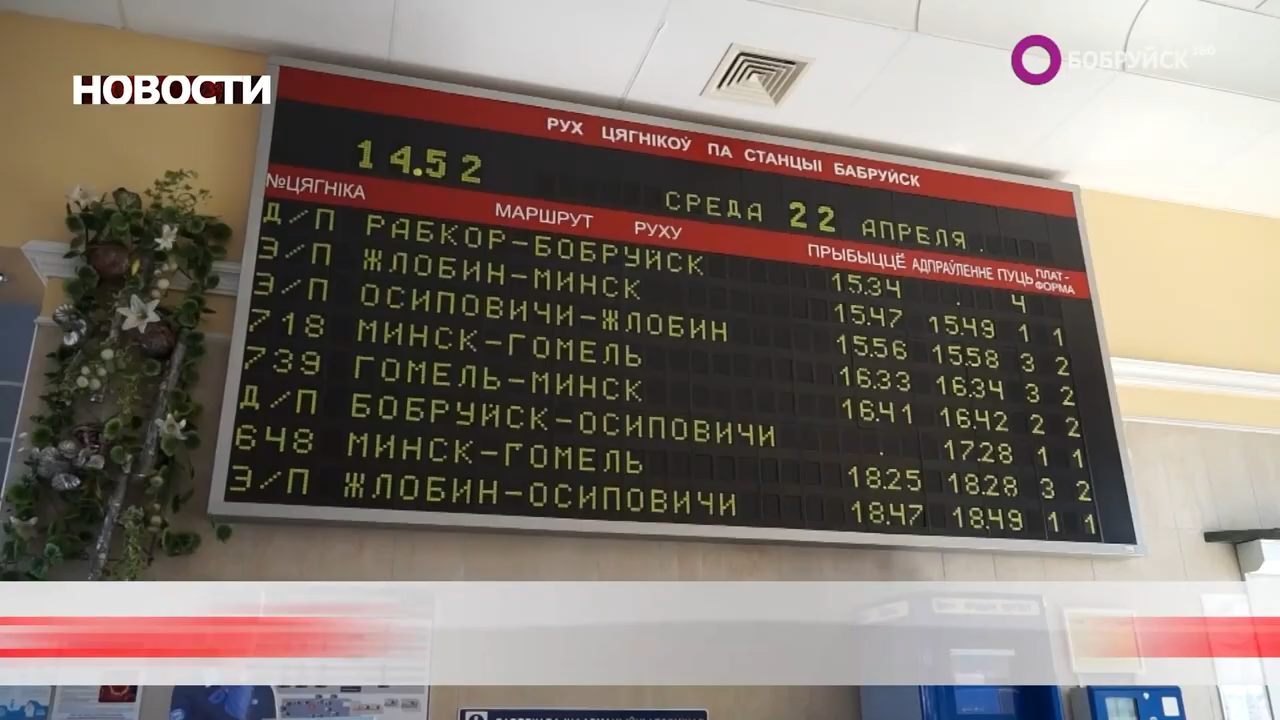 НОВОСТИ
БОБРУЙСК 360
РУХ ЦЯГНІКОЎ ПА СТАНЦЫІ БАБРУЙСК
14.52 СРЕДА 22 АПРЕЛЯ
№ЦЯГНІКА МАРШРУТ РУХУ ПРЫБЫЦЦЁ АДПРАЎЛЕННЕ ПУЦЬ ПЛАТ-ФОРМА
Д/П РАБКОР-БОБРУЙСК 15.34 . 4
Э/П ЖЛОБИН-МИНСК 15.47 15.49 1 1
Э/П ОСИПОВИЧИ-ЖЛОБИН 15.56 15.58 3 2
718 МИНСК-ГОМЕЛЬ 16.33 16.34 3 2
739 ГОМЕЛЬ-МИНСК 16.41 16.42 2 2
Д/П БОБРУЙСК-ОСИПОВИЧИ . 17.28 1 1
648 МИНСК-ГОМЕЛЬ 18.25 18.28 3 2
Э/П ЖЛОБИН-ОСИПОВИЧИ 18.47 18.49 1 1